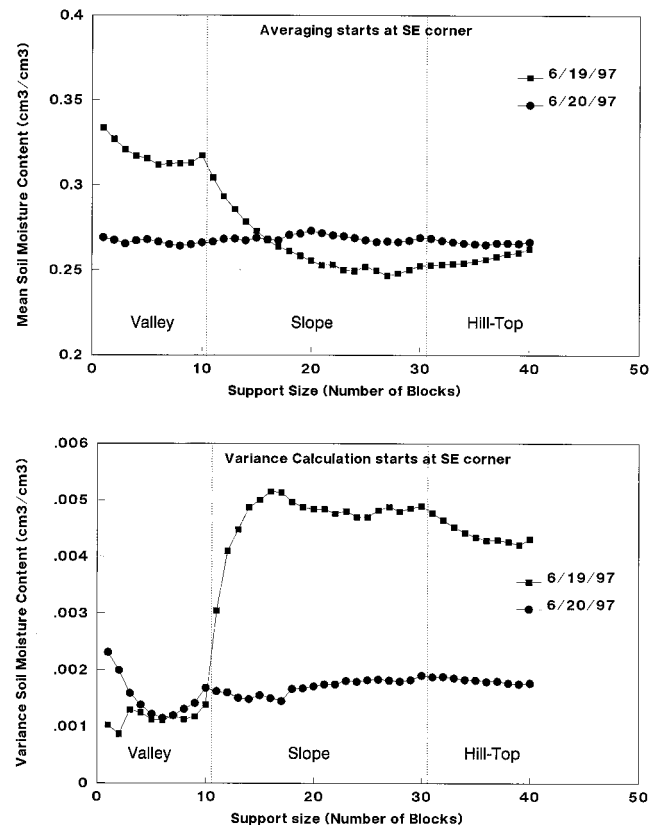 Averaging starts at SE corner
6/19/97
6/20/97
Mean Soil Moisture Content (cm3/cm3)
0.4
0.35
0.3
0.25
0.2
Valley
Slope
Hill-Top
0
10
20
30
40
50
Support Size (Number of Blocks)
Variance Calculation starts at SE corner
6/19/97
6/20/97
Variance Soil Moisture Content (cm3/cm3)
.006
.005
.004
.003
.002
.001
0
Valley
Slope
Hill-Top
0
10
20
30
40
50
Support size (Number of Blocks)